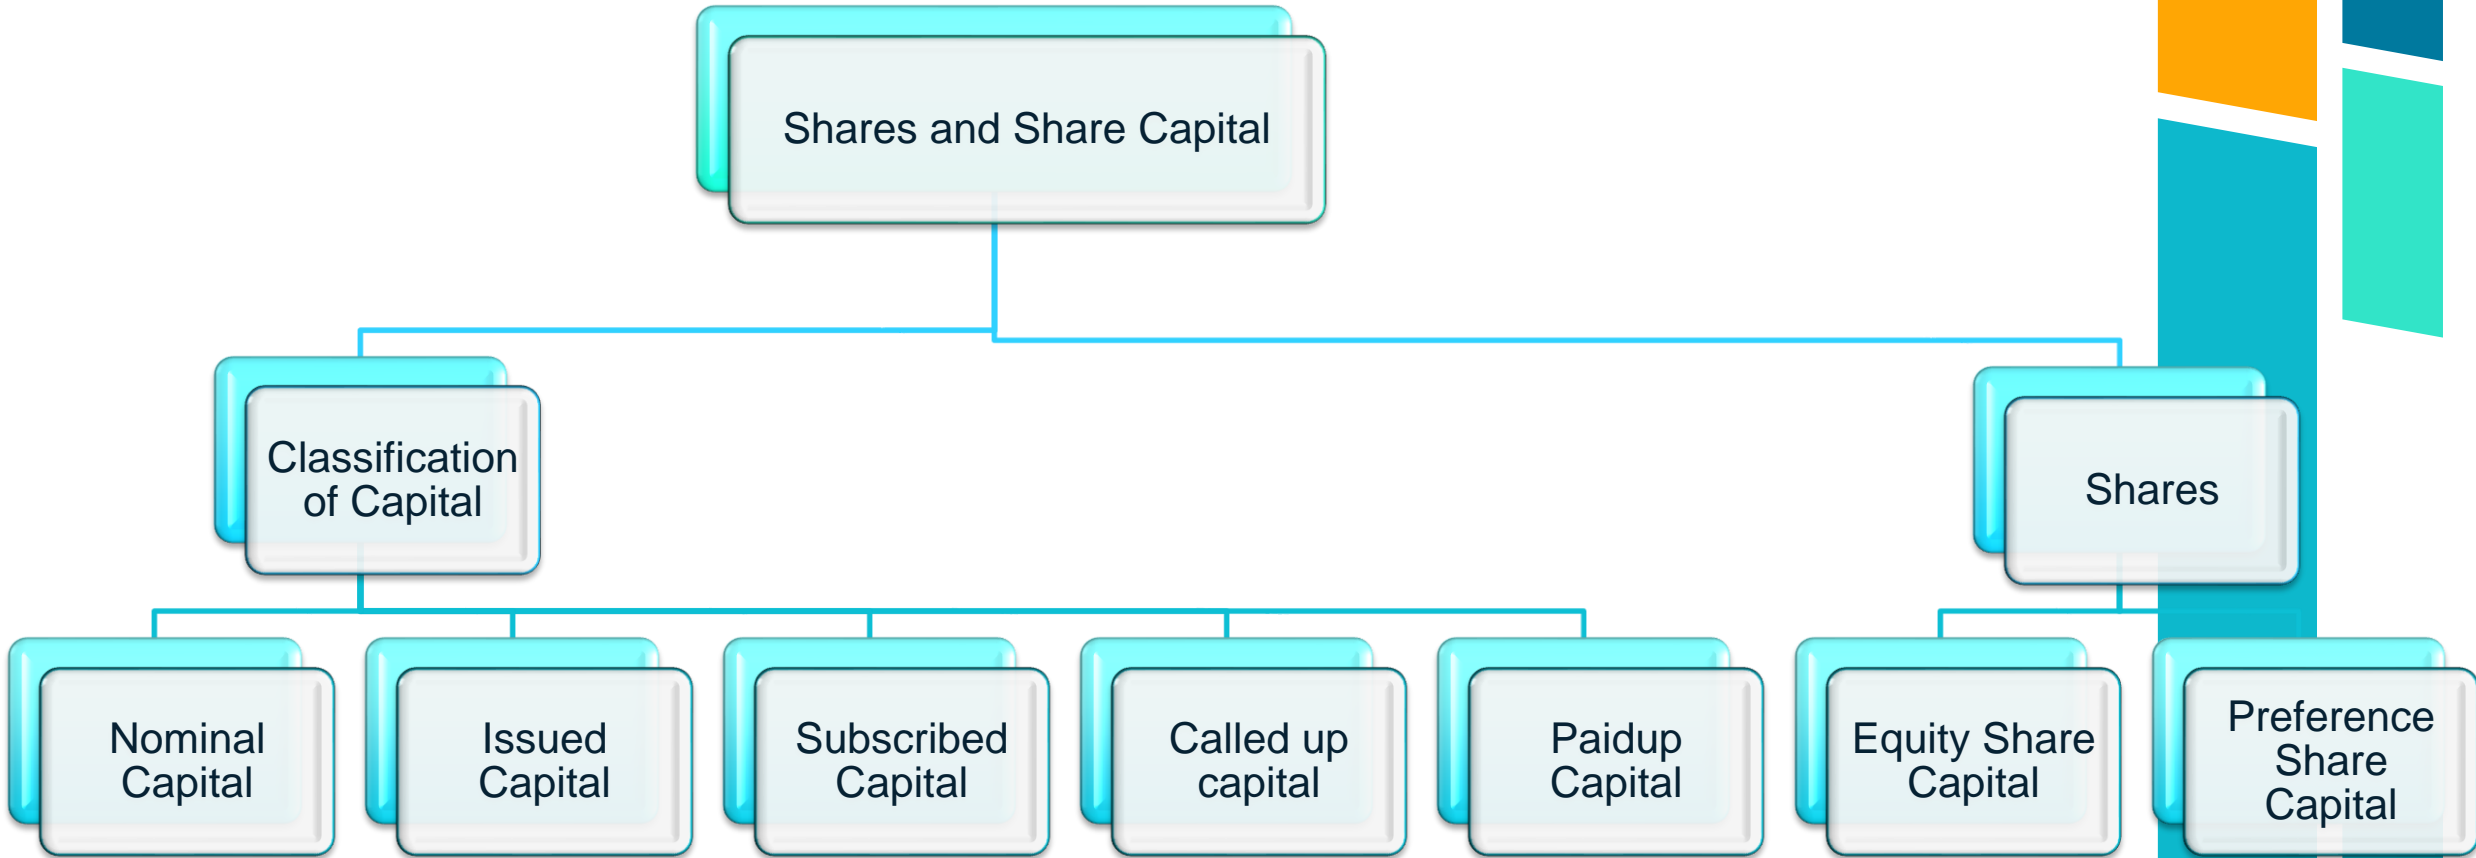 Shares and Share Capital
Classification
of Capital
Shares
Nominal
Capital
Issued
Capital
Subscribed
Capital
Called up
capital
Paidup
Capital
Equity Share
Capital
Preference
Share
Capital